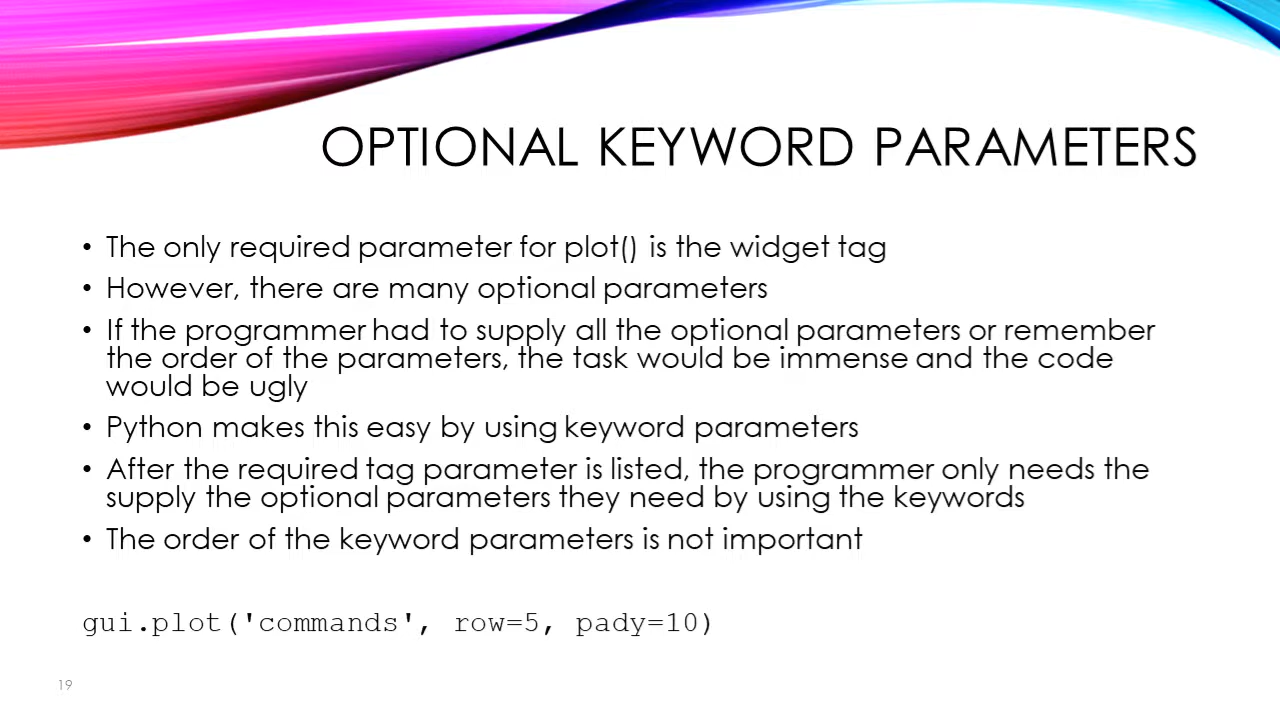 OPTIONAL KEYWORD PARAMETERS
• The only required parameter for plot() is the widget tag
• However, there are many optional parameters
• If the programmer had to supply all the optional parameters or remember
the order of the parameters, the task would be immense and the code
would be ugly
• Python makes this easy by using keyword parameters
• After the required tag parameter is listed, the programmer only needs the
supply the optional parameters they need by using the keywords
• The order of the keyword parameters is not important
gui.plot('commands', row=5, pady=10)
19